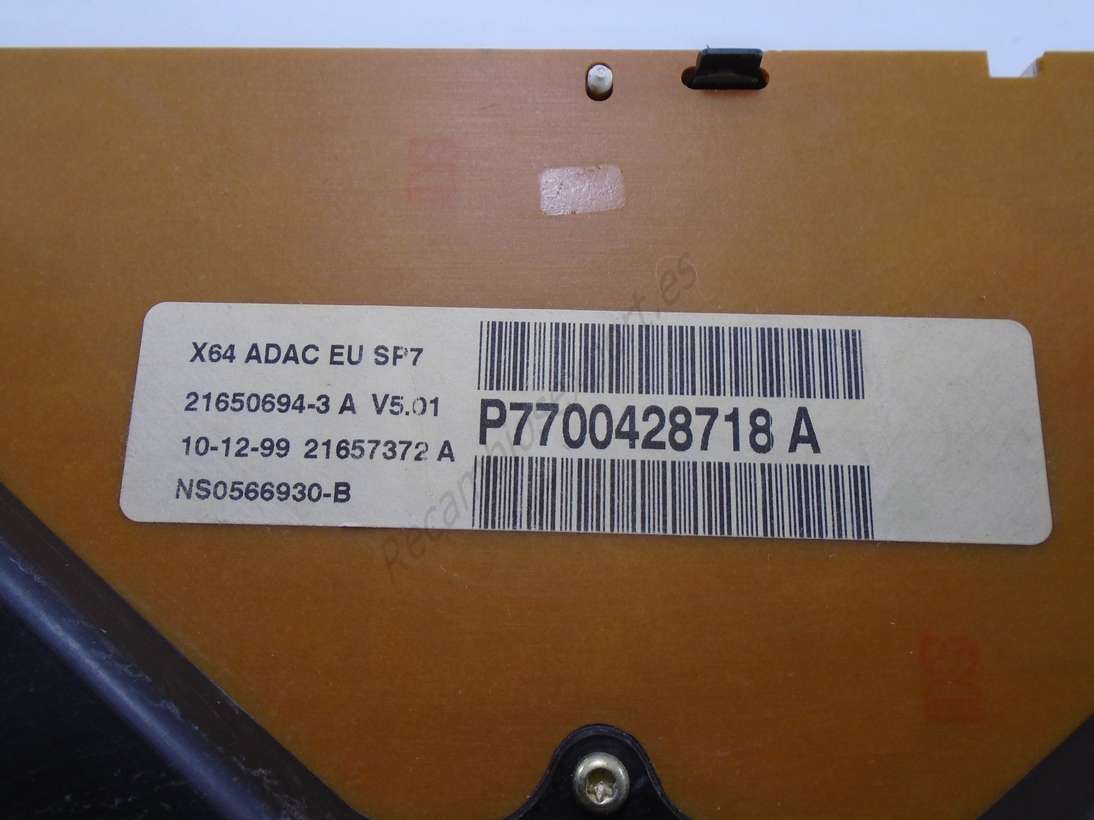 X64 ADAC EU SP7
21650694-3 A V5.01
10-12-99 21657372 A
NS0566930-B
P7700428718 A